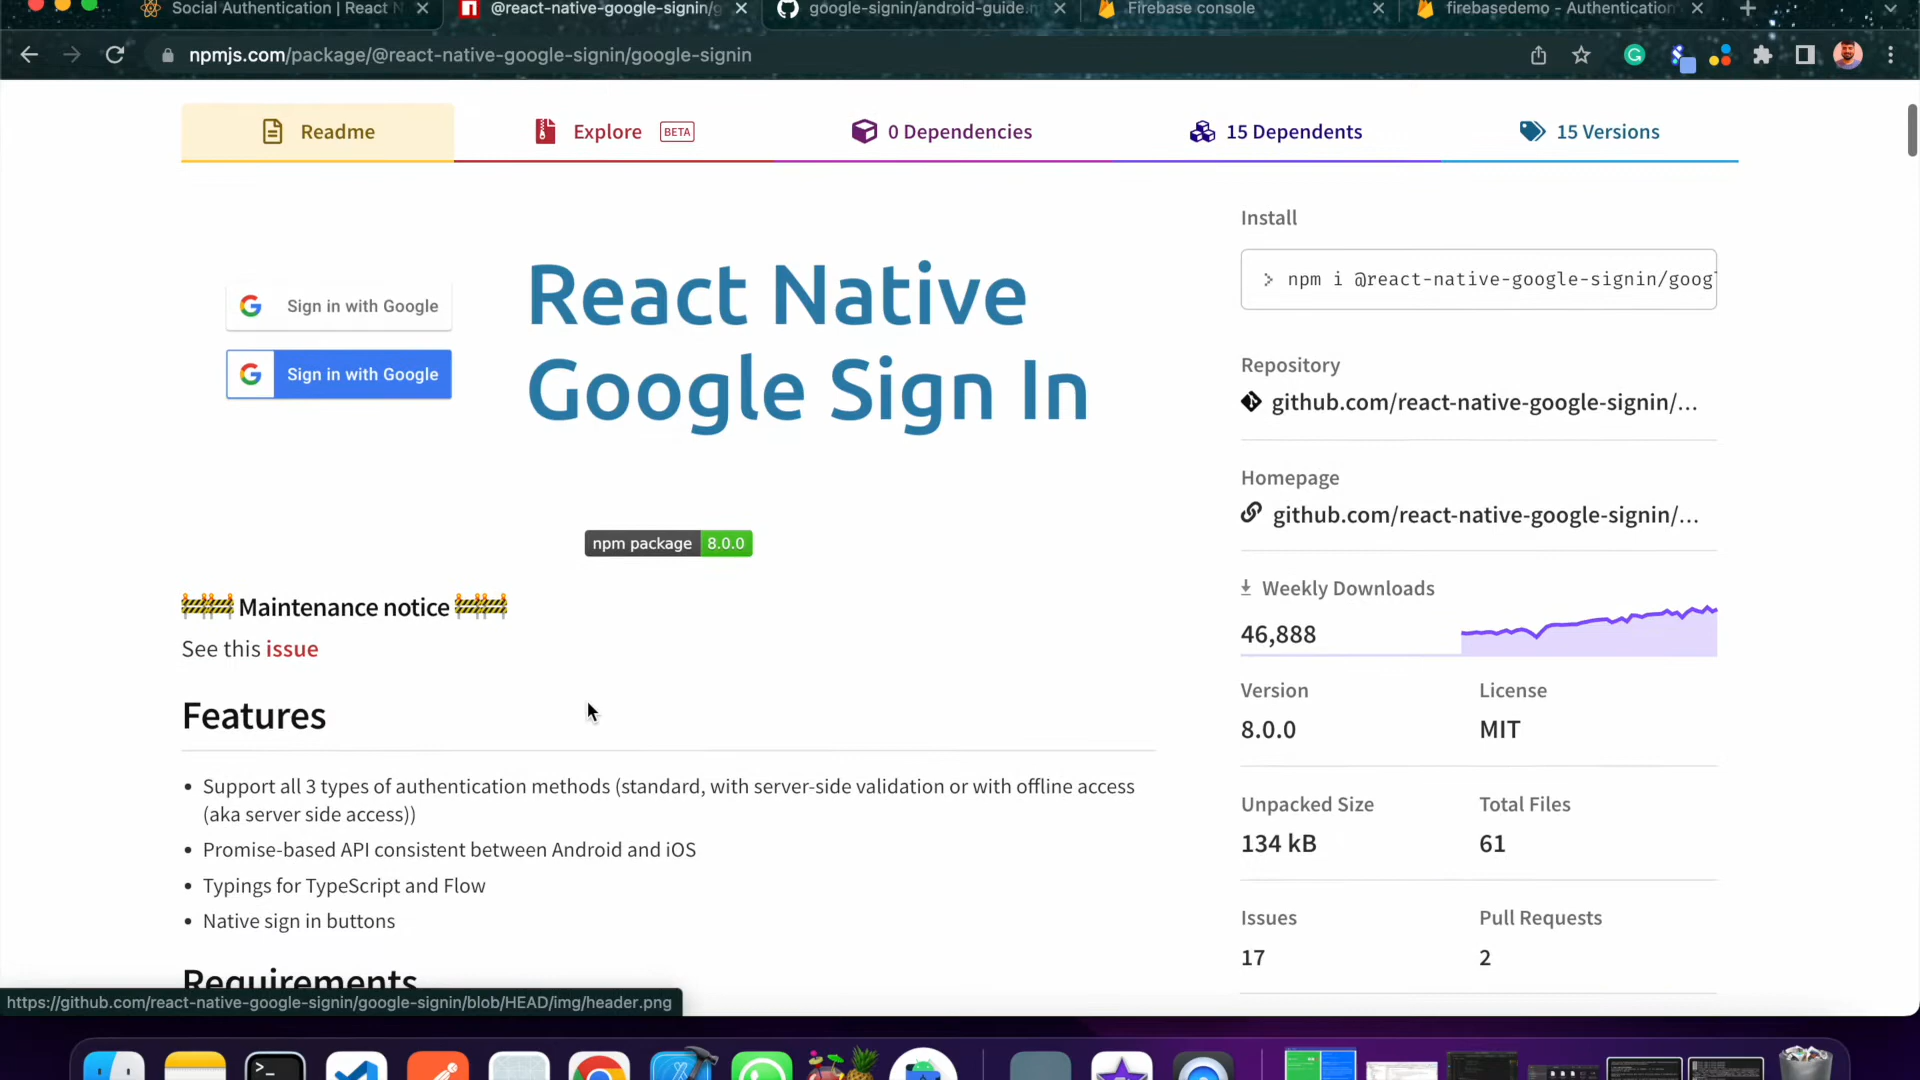 Social Authentication | React N
@react-native-google-signin/g
google-signin/android-guide.m
Firebase console
firebasedemo - Authentication
npmjs.com/package/@react-native-google-signin/google-signin
Readme
Explore BETA
0 Dependencies
15 Dependents
15 Versions
Sign in with Google
Sign in with Google
React Native
Google Sign In
npm package 8.0.0
Maintenance notice
See this issue
Features
• Support all 3 types of authentication methods (standard, with server-side validation or with offline access
(aka server side access))
• Promise-based API consistent between Android and iOS
• Typings for TypeScript and Flow
• Native sign in buttons
Requirements
Install
> npm i @react-native-google-signin/goog
Repository
github.com/react-native-google-signin/...
Homepage
github.com/react-native-google-signin/...
Weekly Downloads
46,888
Version
License
8.0.0
MIT
Unpacked Size
Total Files
134 kB
61
Issues
Pull Requests
17
2
https://github.com/react-native-google-signin/google-signin/blob/HEAD/img/header.png